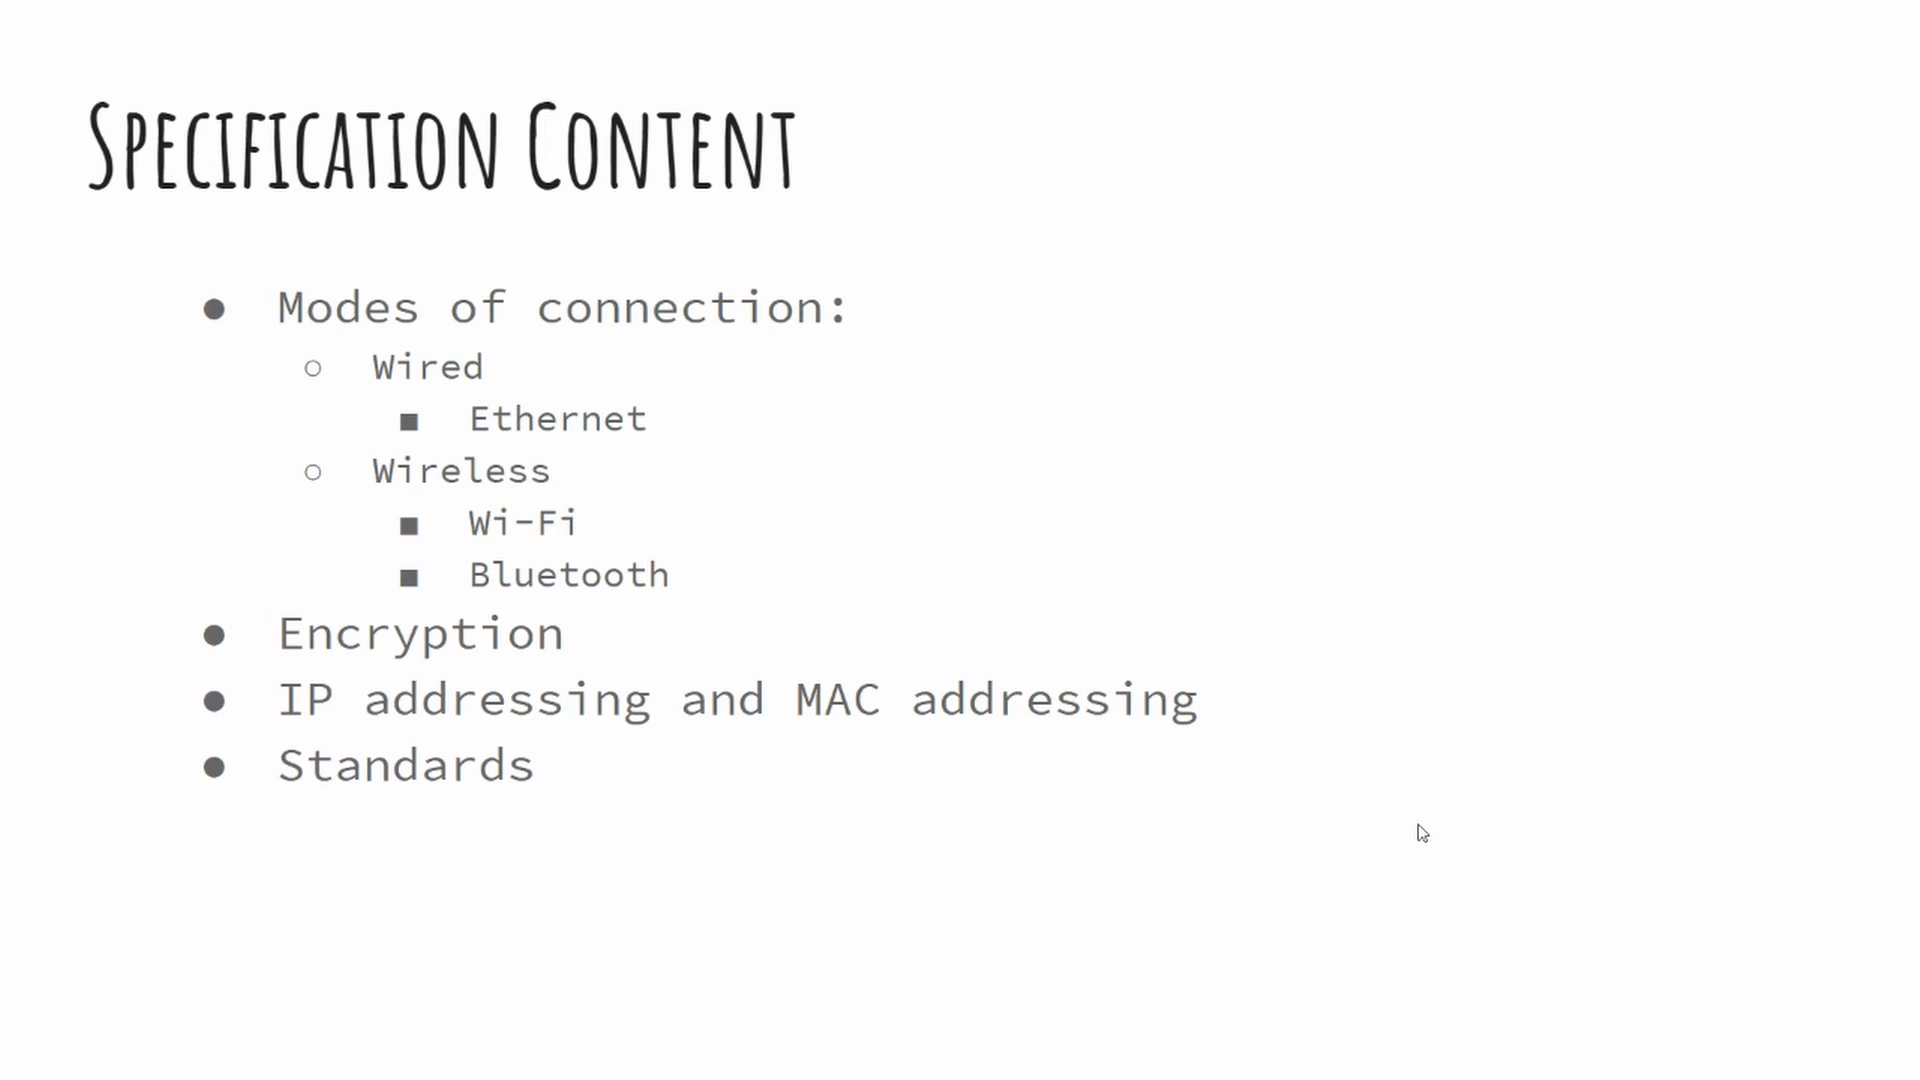 Specification Content
● Modes of connection:
○ Wired
■ Ethernet
○ Wireless
■ Wi-Fi
■ Bluetooth
● Encryption
● IP addressing and MAC addressing
● Standards